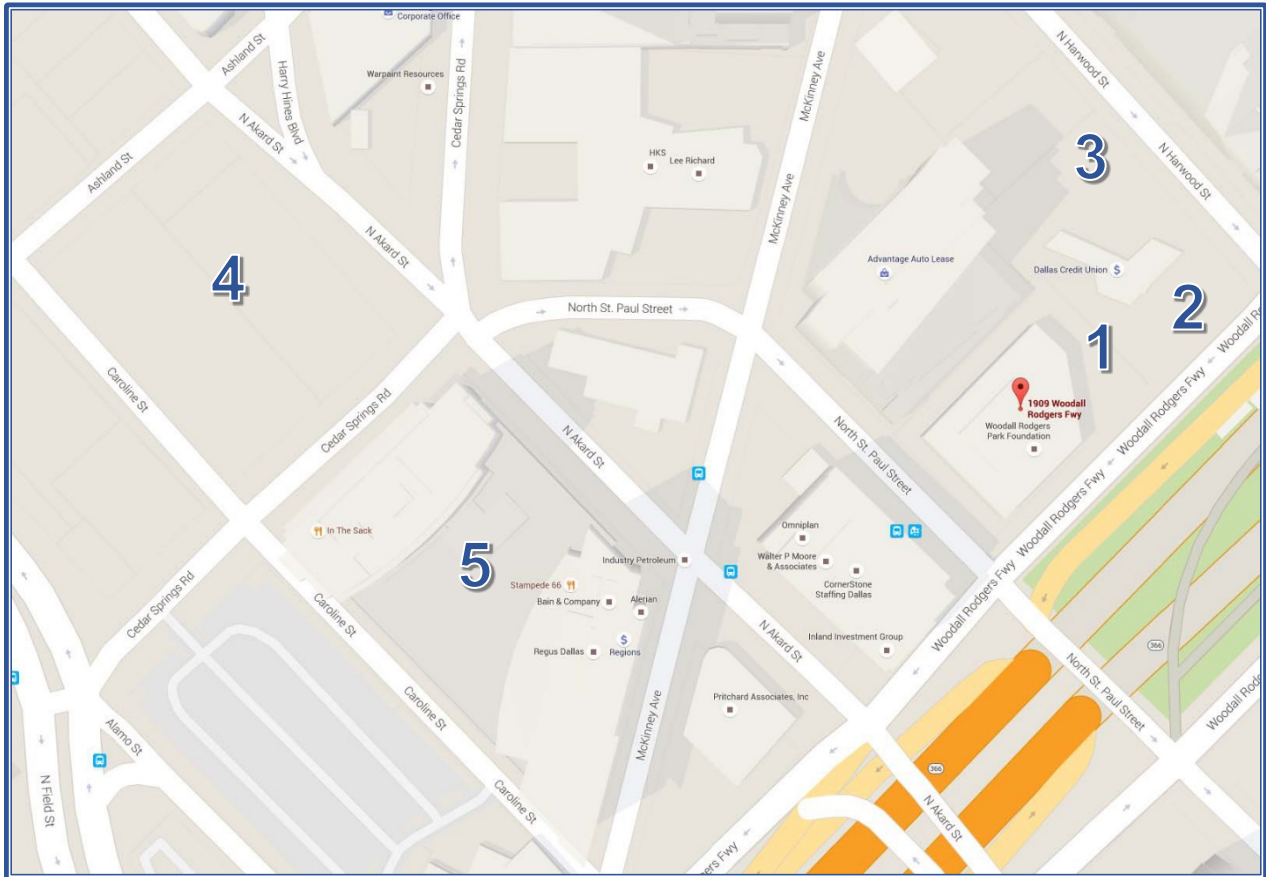 Corporate Office
Ashland St
Harry Hines Blvd
Warpaint Resources
Cedar Springs Rd
McKinney Ave
N Harwood St
N Akard St
HKS
Lee Richard
3
N Harwood St
Ashland St
McKinney Ave
N Akard St
4
Advantage Auto Lease
Dallas Credit Union
$
2
North St. Paul Street
1
Woodall Rodgers Fwy
Caroline St
Cedar Springs Rd
1909 Woodall
Rodgers Fwy
Woodall Rodgers
Park Foundation
N Akard St
North St. Paul Street
Woodall Rodgers Fwy
In The Sack
5
Omniplan
Industry Petroleum
Walter P Moore
& Associates
Stampede 66
CornerStone
Staffing Dallas
Bain & Company
Alerian
Woodall Rodgers Fwy
Woodall Rodgers Fwy
Cedar Springs Rd
Caroline St
$
Regus Dallas
Regions
N Akard St
Inland Investment Group
366
North St. Paul Street
Pritchard Associates, Inc
Caroline St
McKinney Ave
Alamo St
N Field St
366
Caroline St
N Akard St